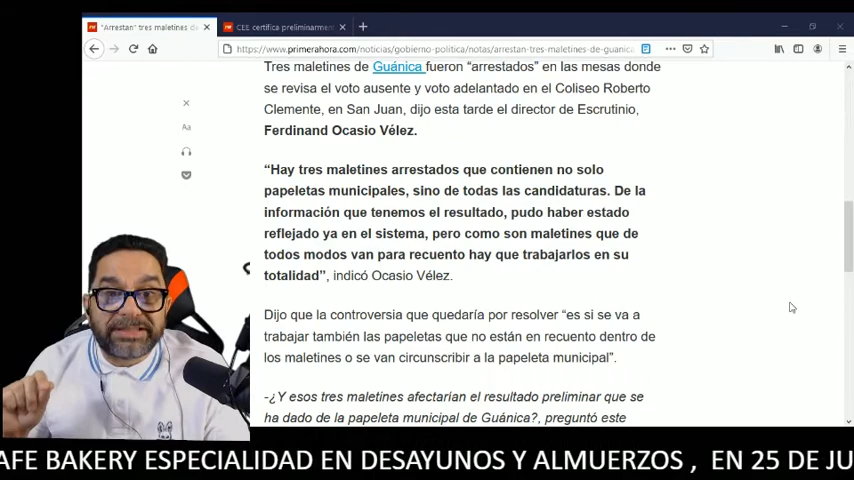 "Arrestan" tres maletines de
CEE certifica preliminarmen
https://www.primerahora.com/noticias/gobierno-politica/notas/arrestan-tres-maletines-de-guanica
Aa
Tres maletines de Guánica fueron “arrestados” en las mesas donde
se revisa el voto ausente y voto adelantado en el Coliseo Roberto
Clemente, en San Juan, dijo esta tarde el director de Escrutinio,
Ferdinand Ocasio Vélez.
“Hay tres maletines arrestados que contienen no solo
papeletas municipales, sino de todas las candidaturas. De la
información que tenemos el resultado, pudo haber estado
reflejado ya en el sistema, pero como son maletines que de
todos modos van para recuento hay que trabajarlos en su
totalidad”, indicó Ocasio Vélez.
Dijo que la controversia que quedaría por resolver “es si se va a
trabajar también las papeletas que no están en recuento dentro de
los maletines o se van circunscribir a la papeleta municipal”.
-¿Y esos tres maletines afectarían el resultado preliminar que se
ha dado de la papeleta municipal de Guánica?, preguntó este
AFE BAKERY ESPECIALIDAD EN DESAYUNOS Y ALMUERZOS , EN 25 DE JU